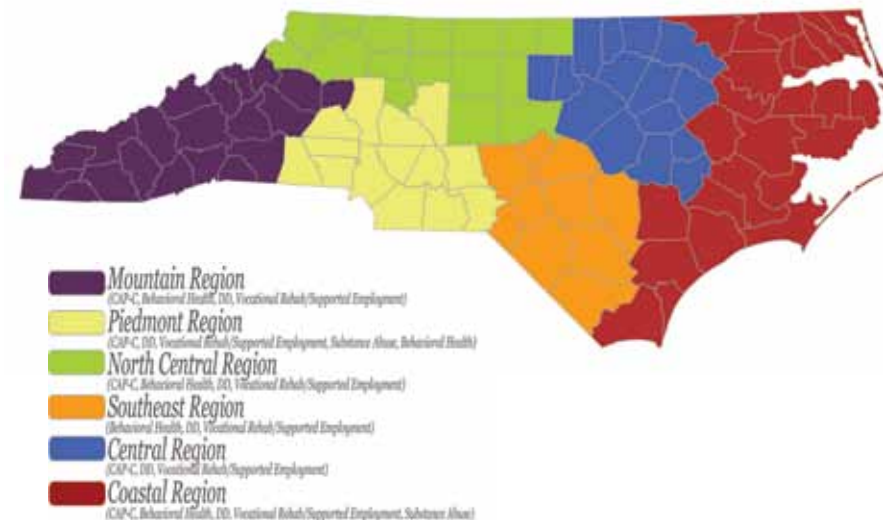 Mountain Region
(CAP-C, Behavioral Health, DD, Vocational Rehab/Supported Employment)
Piedmont Region
(CAP-C, DD, Vocational Rehab/Supported Employment, Substance Abuse, Behavioral Health)
North Central Region
(CAP-C, Behavioral Health, DD, Vocational Rehab/Supported Employment)
Southeast Region
(Behavioral Health, DD, Vocational Rehab/Supported Employment)
Central Region
(CAP-C, DD, Vocational Rehab/Supported Employment)
Coastal Region
(CAP-C, Behavioral Health, DD, Vocational Rehab/Supported Employment, Substance Abuse)